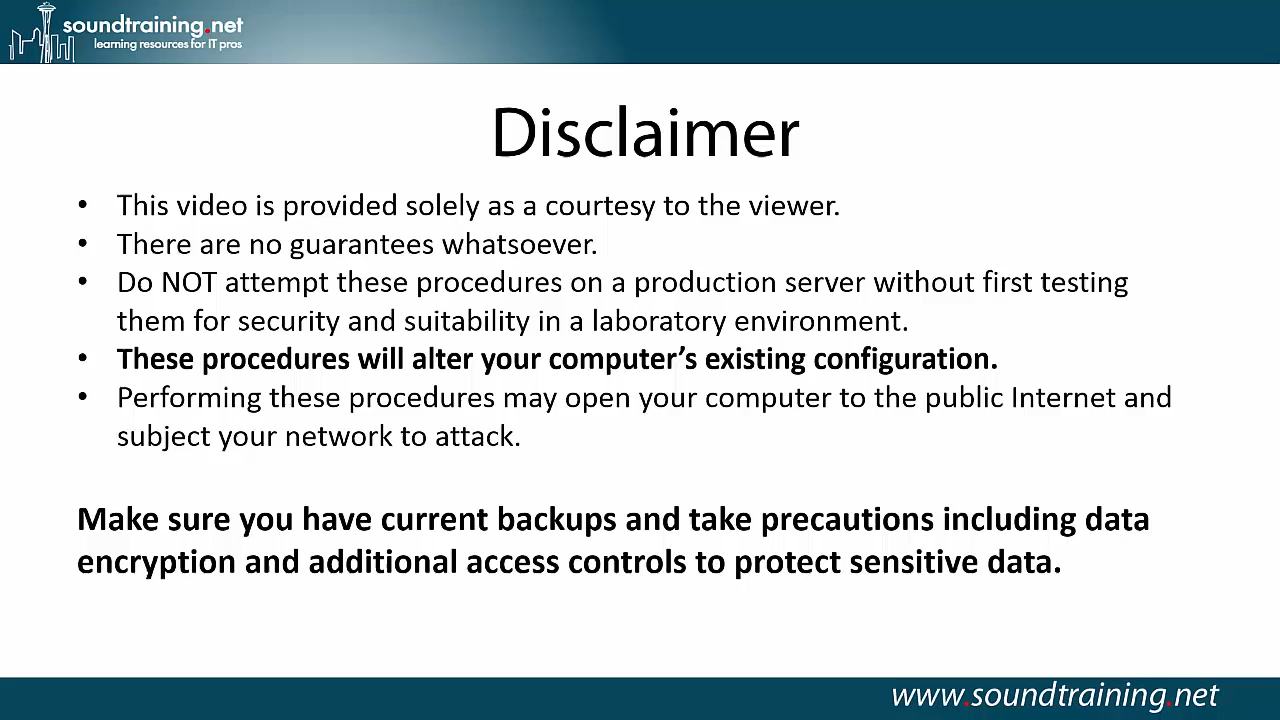 soundtraining.net
learning resources for IT pros
Disclaimer
• This video is provided solely as a courtesy to the viewer.
• There are no guarantees whatsoever.
• Do NOT attempt these procedures on a production server without first testing
them for security and suitability in a laboratory environment.
• These procedures will alter your computer’s existing configuration.
• Performing these procedures may open your computer to the public Internet and
subject your network to attack.
Make sure you have current backups and take precautions including data
encryption and additional access controls to protect sensitive data.
www.soundtraining.net